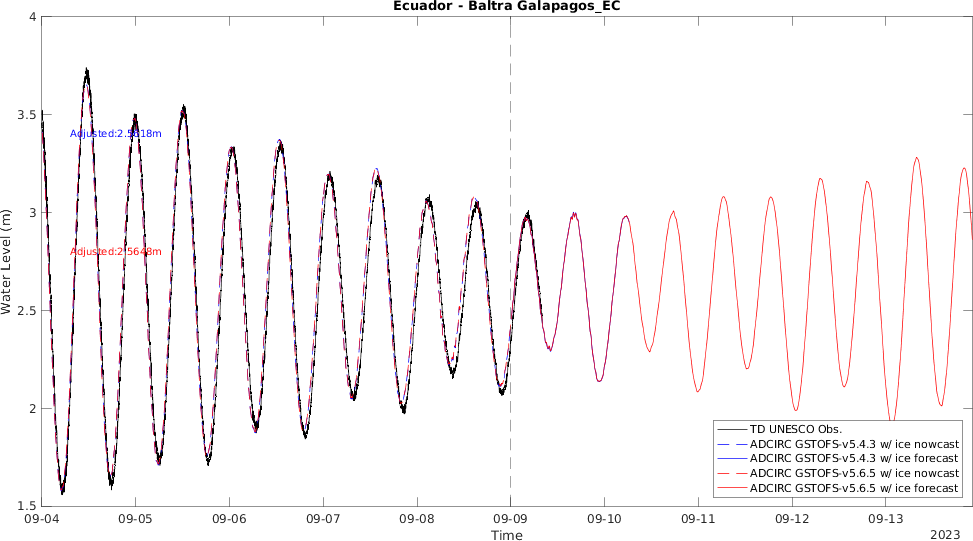 Ecuador - Baltra Galapagos_EC
4
3.5
3
2.5
2
1.5
Water Level (m)
Adjusted:2.5818m
Adjusted:2.5648m
TD UNESCO Obs.
ADCIRC GSTOFS-v5.4.3 w/ ice nowcast
ADCIRC GSTOFS-v5.4.3 w/ ice forecast
ADCIRC GSTOFS-v5.6.5 w/ ice nowcast
ADCIRC GSTOFS-v5.6.5 w/ ice forecast
09-04 09-05 09-06 09-07 09-08 09-09 09-10 09-11 09-12 09-13
Time
2023